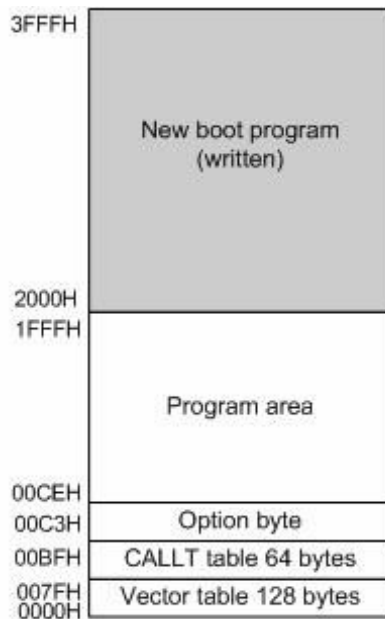 3FFFH
New boot program
(written)
2000H
1FFFH
Program area
00CEH
00C3H
Option byte
00BFH
CALLT table 64 bytes
007FH
Vector table 128 bytes
0000H